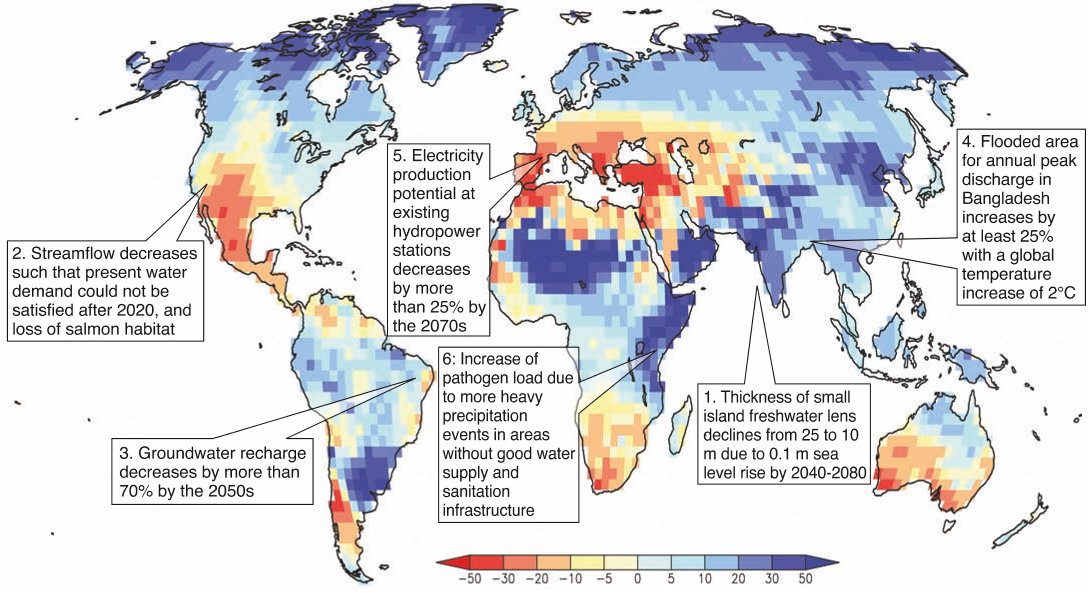 5. Electricity
production
potential at
existing
hydropower
stations
decreases
by more
than 25% by
the 2070s
4. Flooded area
for annual peak
discharge in
Bangladesh
increases by
at least 25%
with a global
temperature
increase of 2°C
2. Streamflow decreases
such that present water
demand could not be
satisfied after 2020, and
loss of salmon habitat
6: Increase of
pathogen load due
to more heavy
precipitation
events in areas
without good water
supply and
sanitation
infrastructure
1. Thickness of small
island freshwater lens
declines from 25 to 10
m due to 0.1 m sea
level rise by 2040-2080
3. Groundwater recharge
decreases by more than
70% by the 2050s
−50 −30 −20 −10 −5 0 5 10 20 30 50